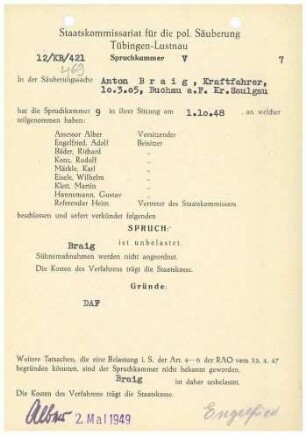 Staatskommissariat für die pol. Säuberung
Tübingen-Lustnau
12/KB/421 Spruchkammer V 7
469
In der Säuberungssache Anton B r a i g, Kraftfahrer,
10.3.05, Buchau a.F. Kr.Saulgau
hat die Spruchkammer 9 in ihrer Sitzung am 1.10.48 , an welcher
teilgenommen haben:
Assessor Alber Vorsitzender
Engelfried, Adolf Beisitzer
Bäder, Richard "
Konz, Rudolf "
Märkle, Karl "
Eisele, Wilhelm "
Klett, Martin "
Hannemann, Gustav "
Referender Heim Vertreter des Staatskommissars
beschlossen und sofort verkündet folgenden
SPRUCH:
Braig
ist unbelastet.
Sühnemaßnahmen werden nicht angeordnet.
Die Kosten des Verfahrens trägt die Staatskasse.
Gründe:
DAF
Weitere Tatsachen, die eine Belastung i. S. der Art. 4–6 der RAO vom 25. 4. 47
begründen könnten, sind der Spruchkammer nicht bekannt geworden.
Braig ist daher unbelastet.
Die Kosten des Verfahrens trägt die Staatskasse.
Alber 2. Mai 1949 Engelfried